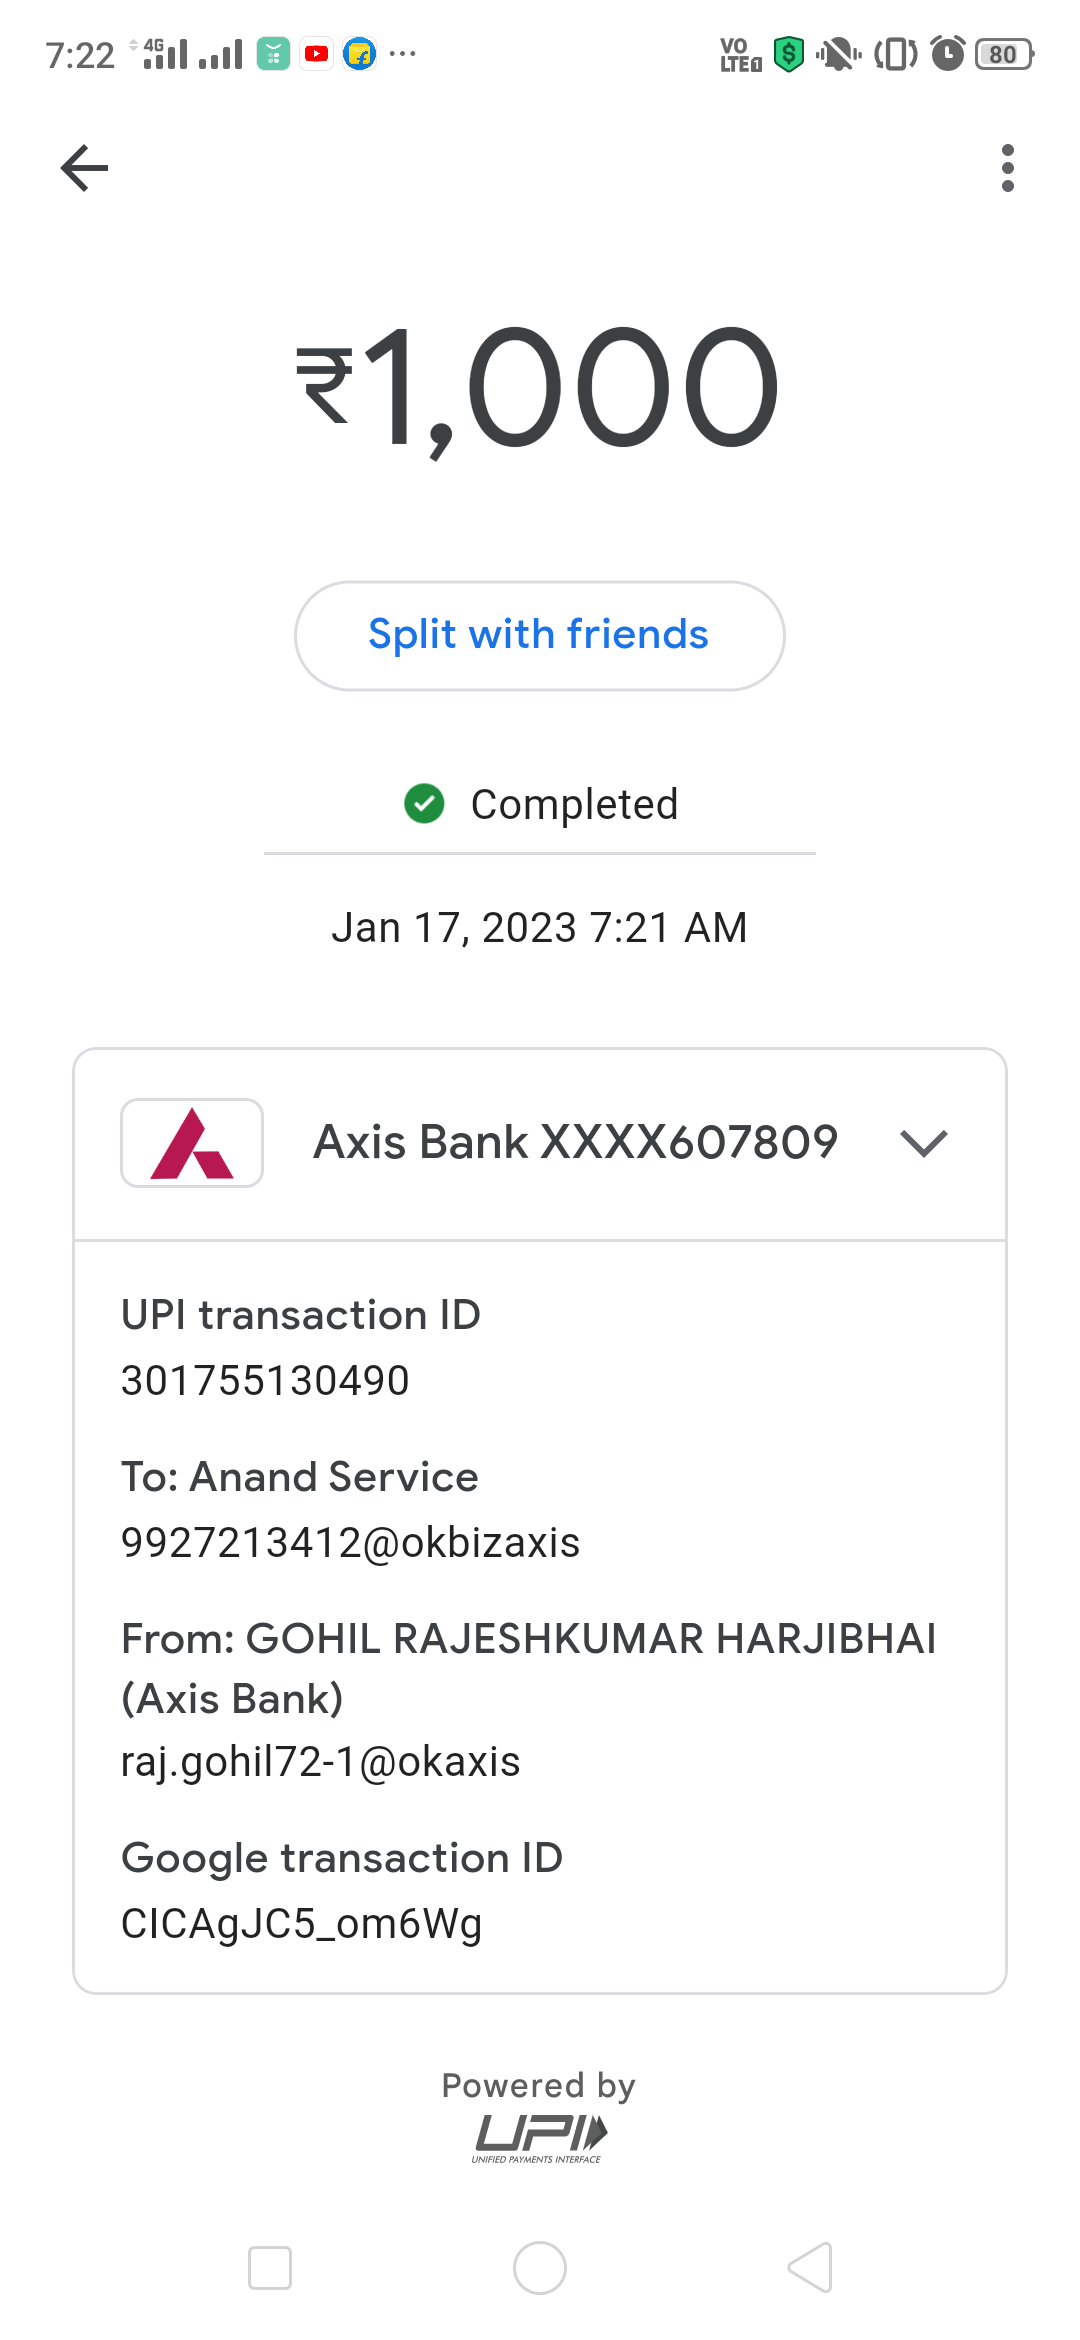 7:22 4G VO LTE1 80
₹1,000
Split with friends
Completed
Jan 17, 2023 7:21 AM
Axis Bank XXXX607809
UPI transaction ID
301755130490
To: Anand Service
9927213412@okbizaxis
From: GOHIL RAJESHKUMAR HARJIBHAI
(Axis Bank)
raj.gohil72-1@okaxis
Google transaction ID
CICAgJC5_om6Wg
Powered by
UPI
UNIFIED PAYMENTS INTERFACE